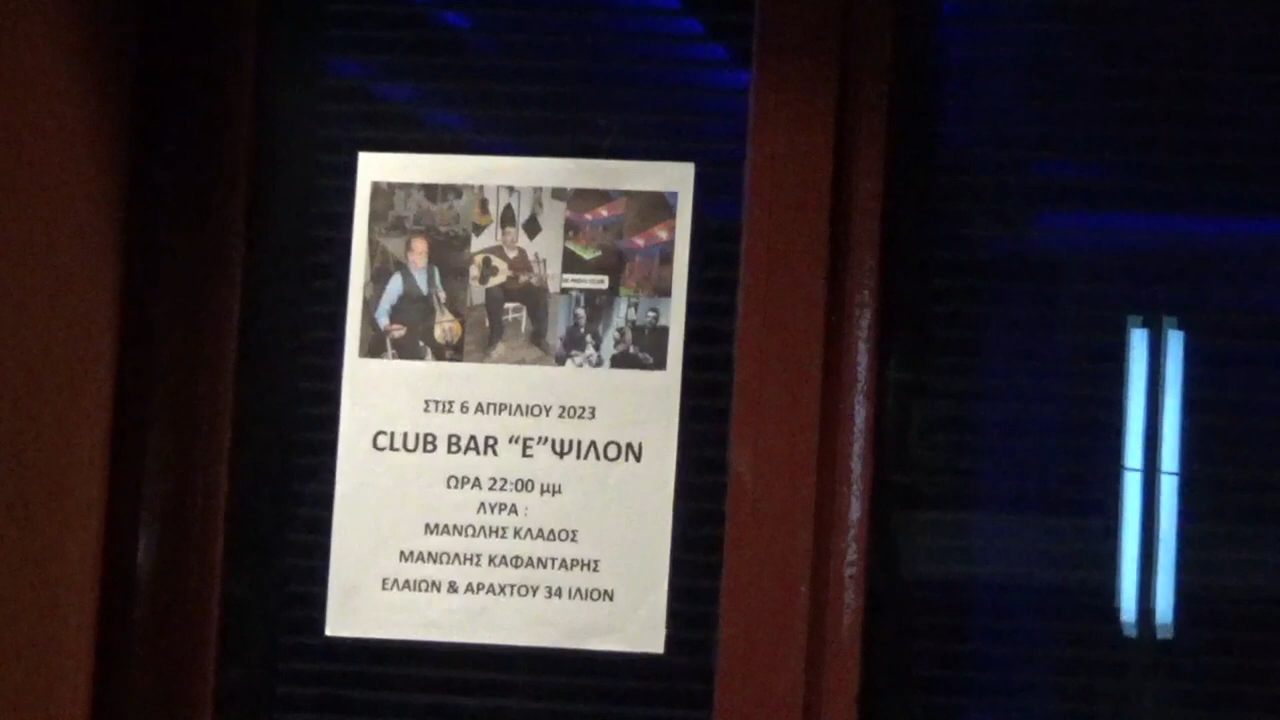 ΣΤΙΣ 6 ΑΠΡΙΛΙΟΥ 2023
CLUB BAR “Ε”ΨΙΛΟΝ
ΩΡΑ 22:00 μμ
ΛΥΡΑ :
ΜΑΝΩΛΗΣ ΚΛΑΔΟΣ
ΜΑΝΩΛΗΣ ΚΑΦΑΝΤΑΡΗΣ
ΕΛΑΙΩΝ & ΑΡΑΧΤΟΥ 34 ΙΛΙΟΝ